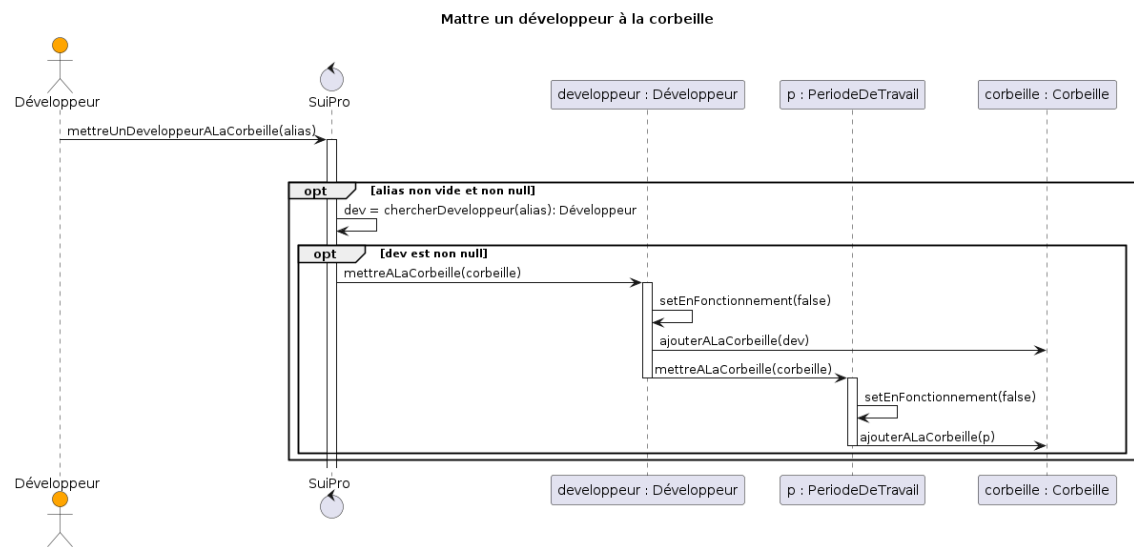 Mattre un développeur à la corbeille
Développeur
SuiPro
developpeur : Développeur
p : PeriodeDeTravail
corbeille : Corbeille
mettreUnDeveloppeurALaCorbeille(alias)
opt [alias non vide et non null]
dev = chercherDeveloppeur(alias): Développeur
opt [dev est non null]
mettreALaCorbeille(corbeille)
setEnFonctionnement(false)
ajouterALaCorbeille(dev)
mettreALaCorbeille(corbeille)
setEnFonctionnement(false)
ajouterALaCorbeille(p)
Développeur
SuiPro
developpeur : Développeur
p : PeriodeDeTravail
corbeille : Corbeille